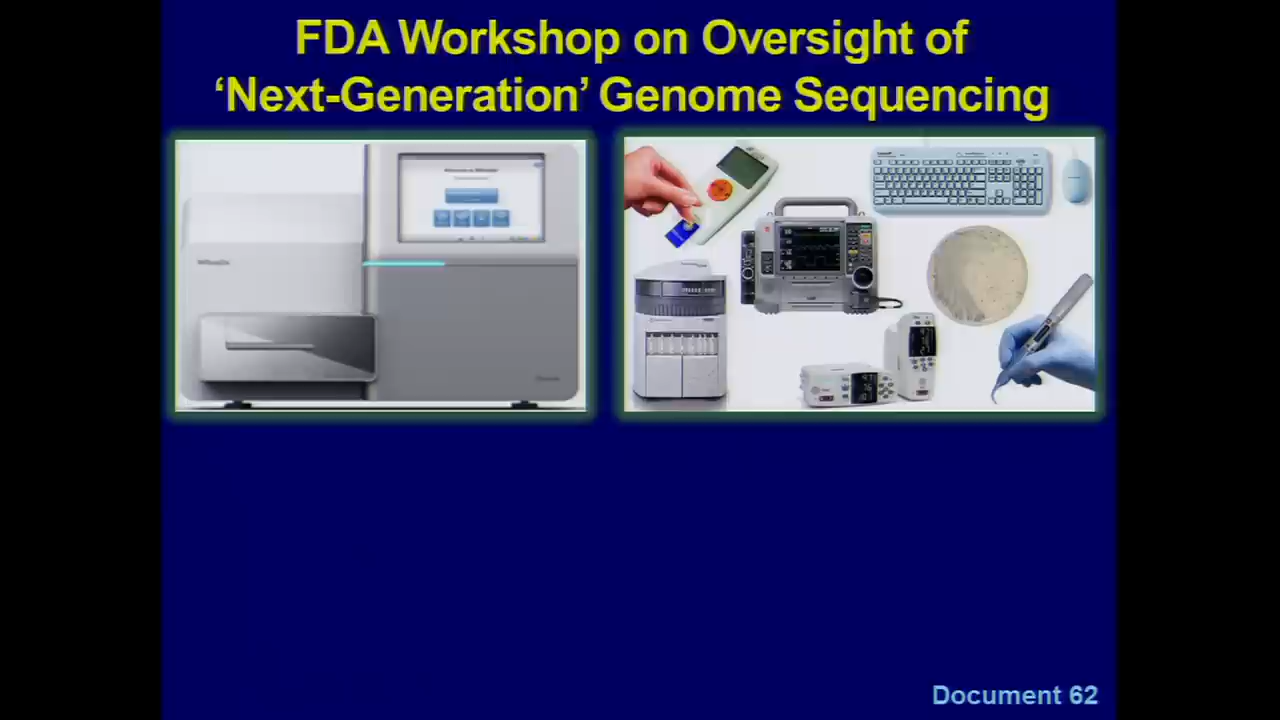 FDA Workshop on Oversight of
‘Next-Generation’ Genome Sequencing
Document 62